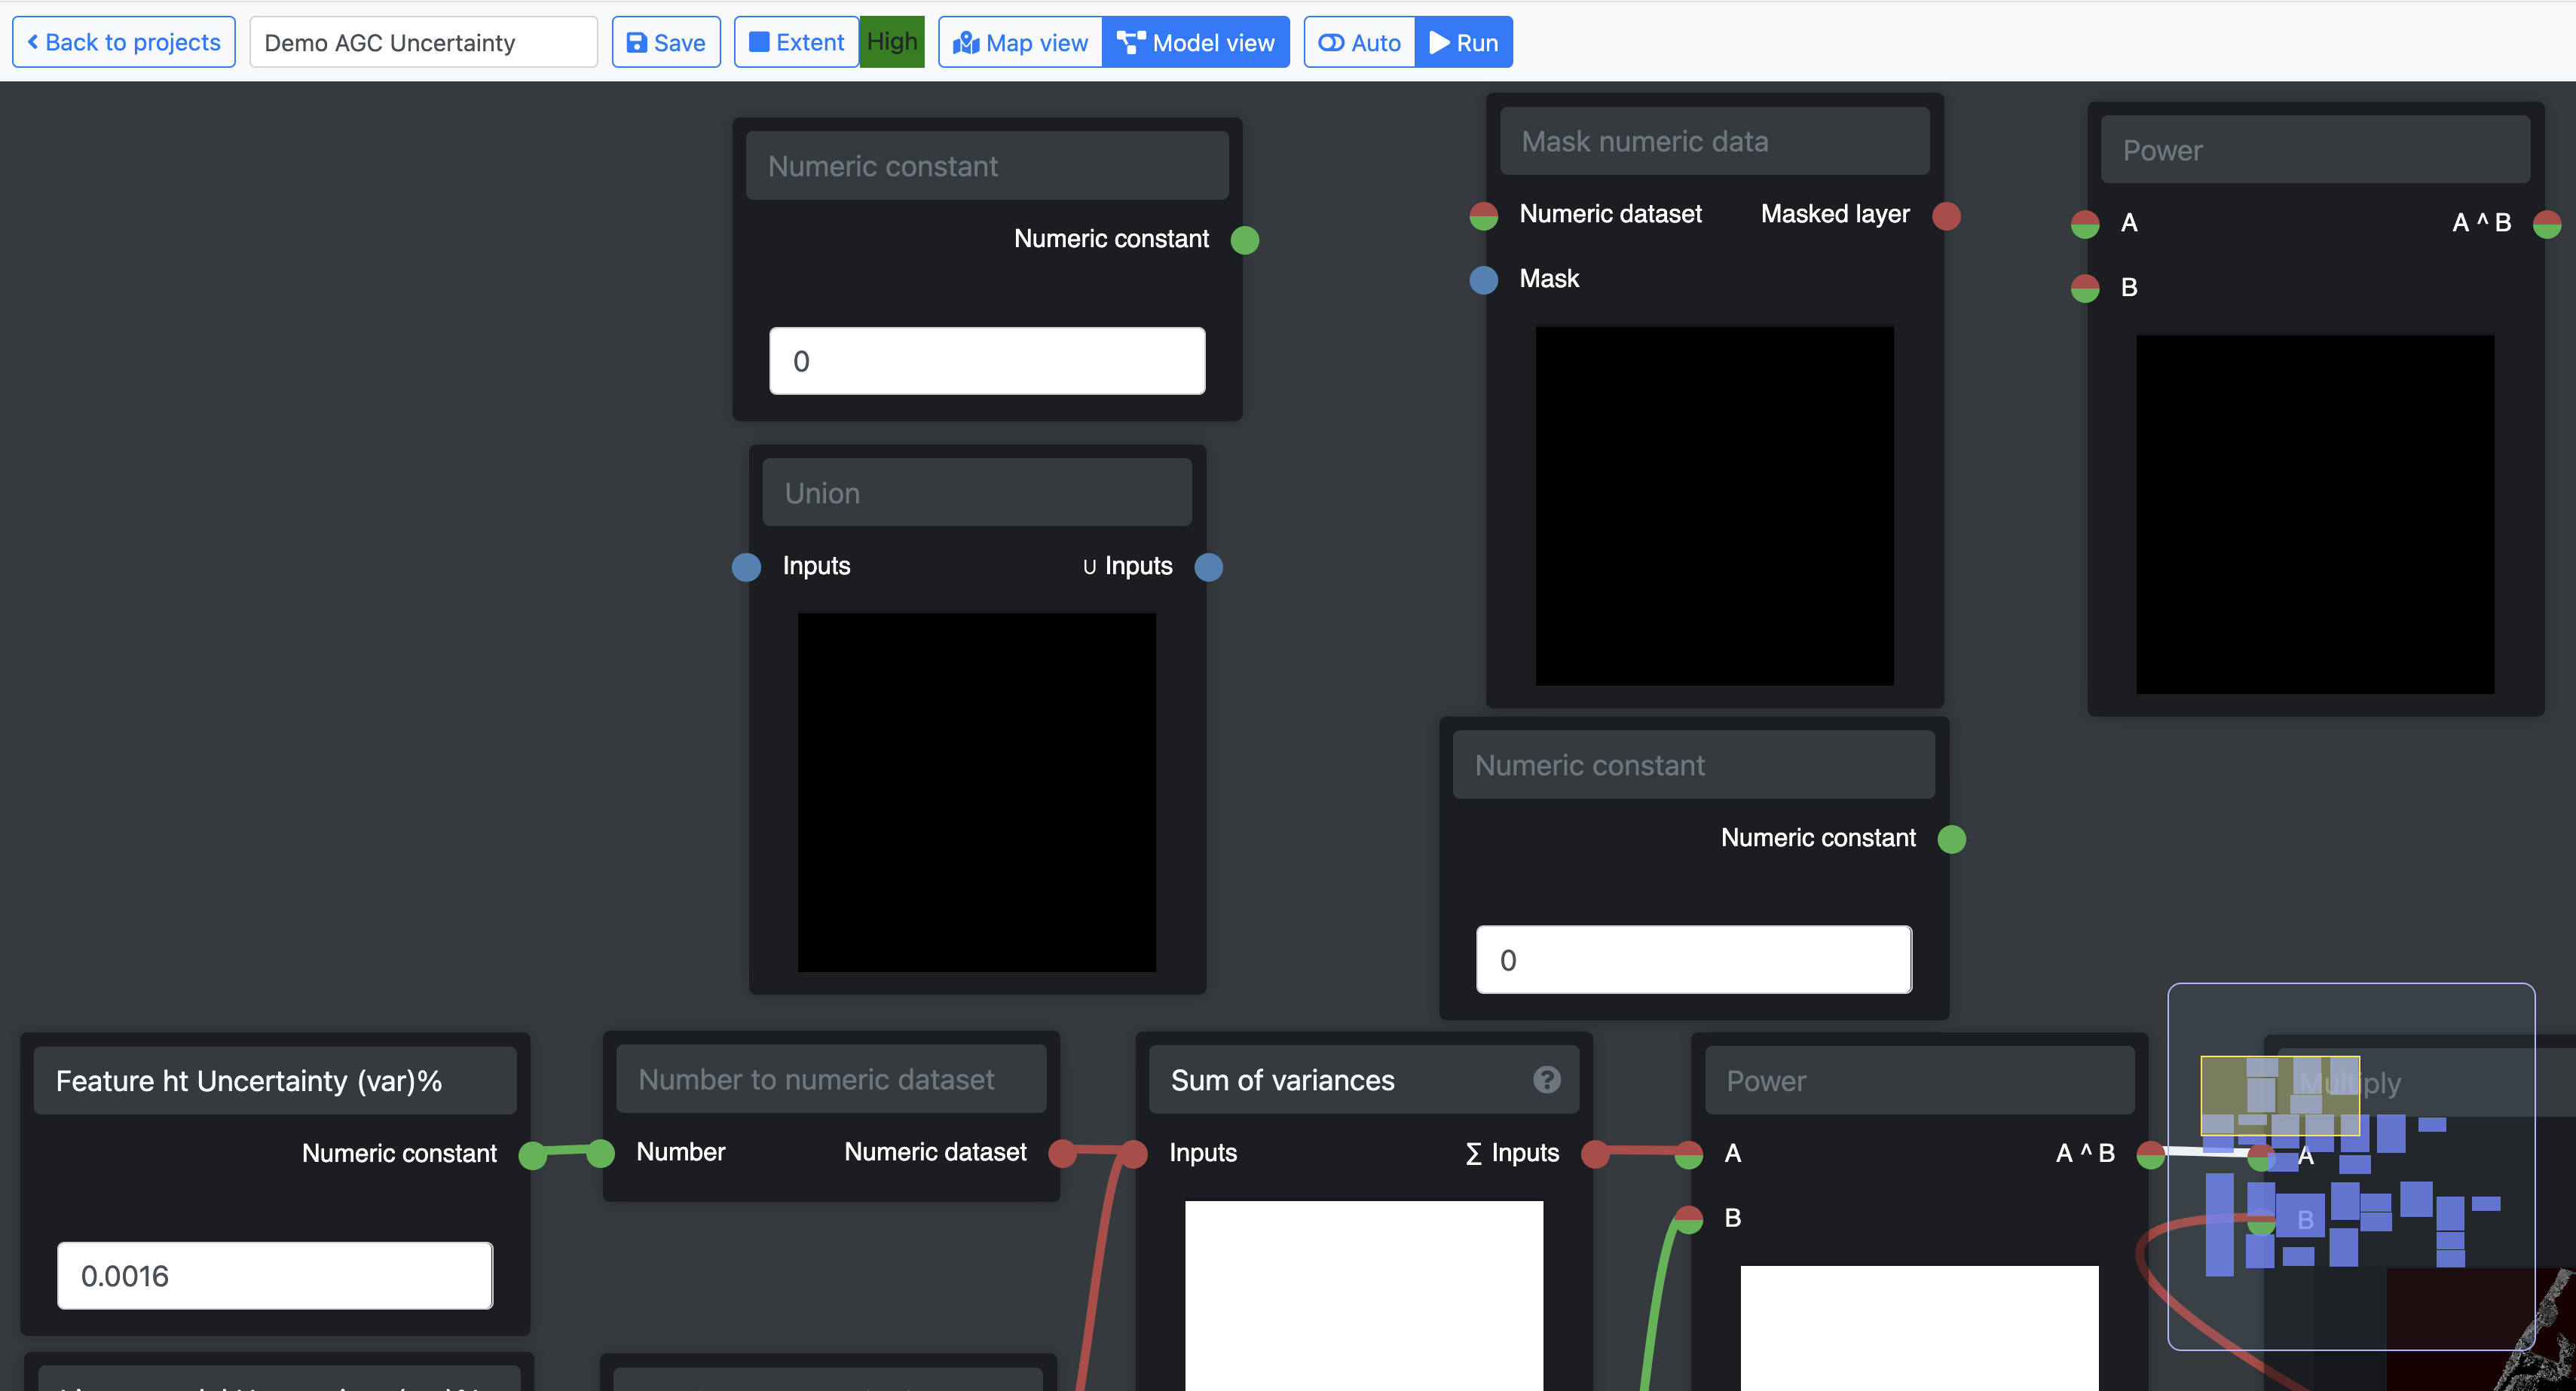 Back to projects
Demo AGC Uncertainty
Save
Extent
High
Map view
Model view
Auto
Run
Numeric constant
Numeric constant
0
Mask numeric data
Numeric dataset Masked layer
Mask
Power
A A ^ B
B
Union
Inputs ∪ Inputs
Numeric constant
Numeric constant
0
Feature ht Uncertainty (var)%
Numeric constant
0.0016
Number to numeric dataset
Number Numeric dataset
Sum of variances
Inputs ∑ Inputs
Power
A A ^ B
B
Multiply
A
B